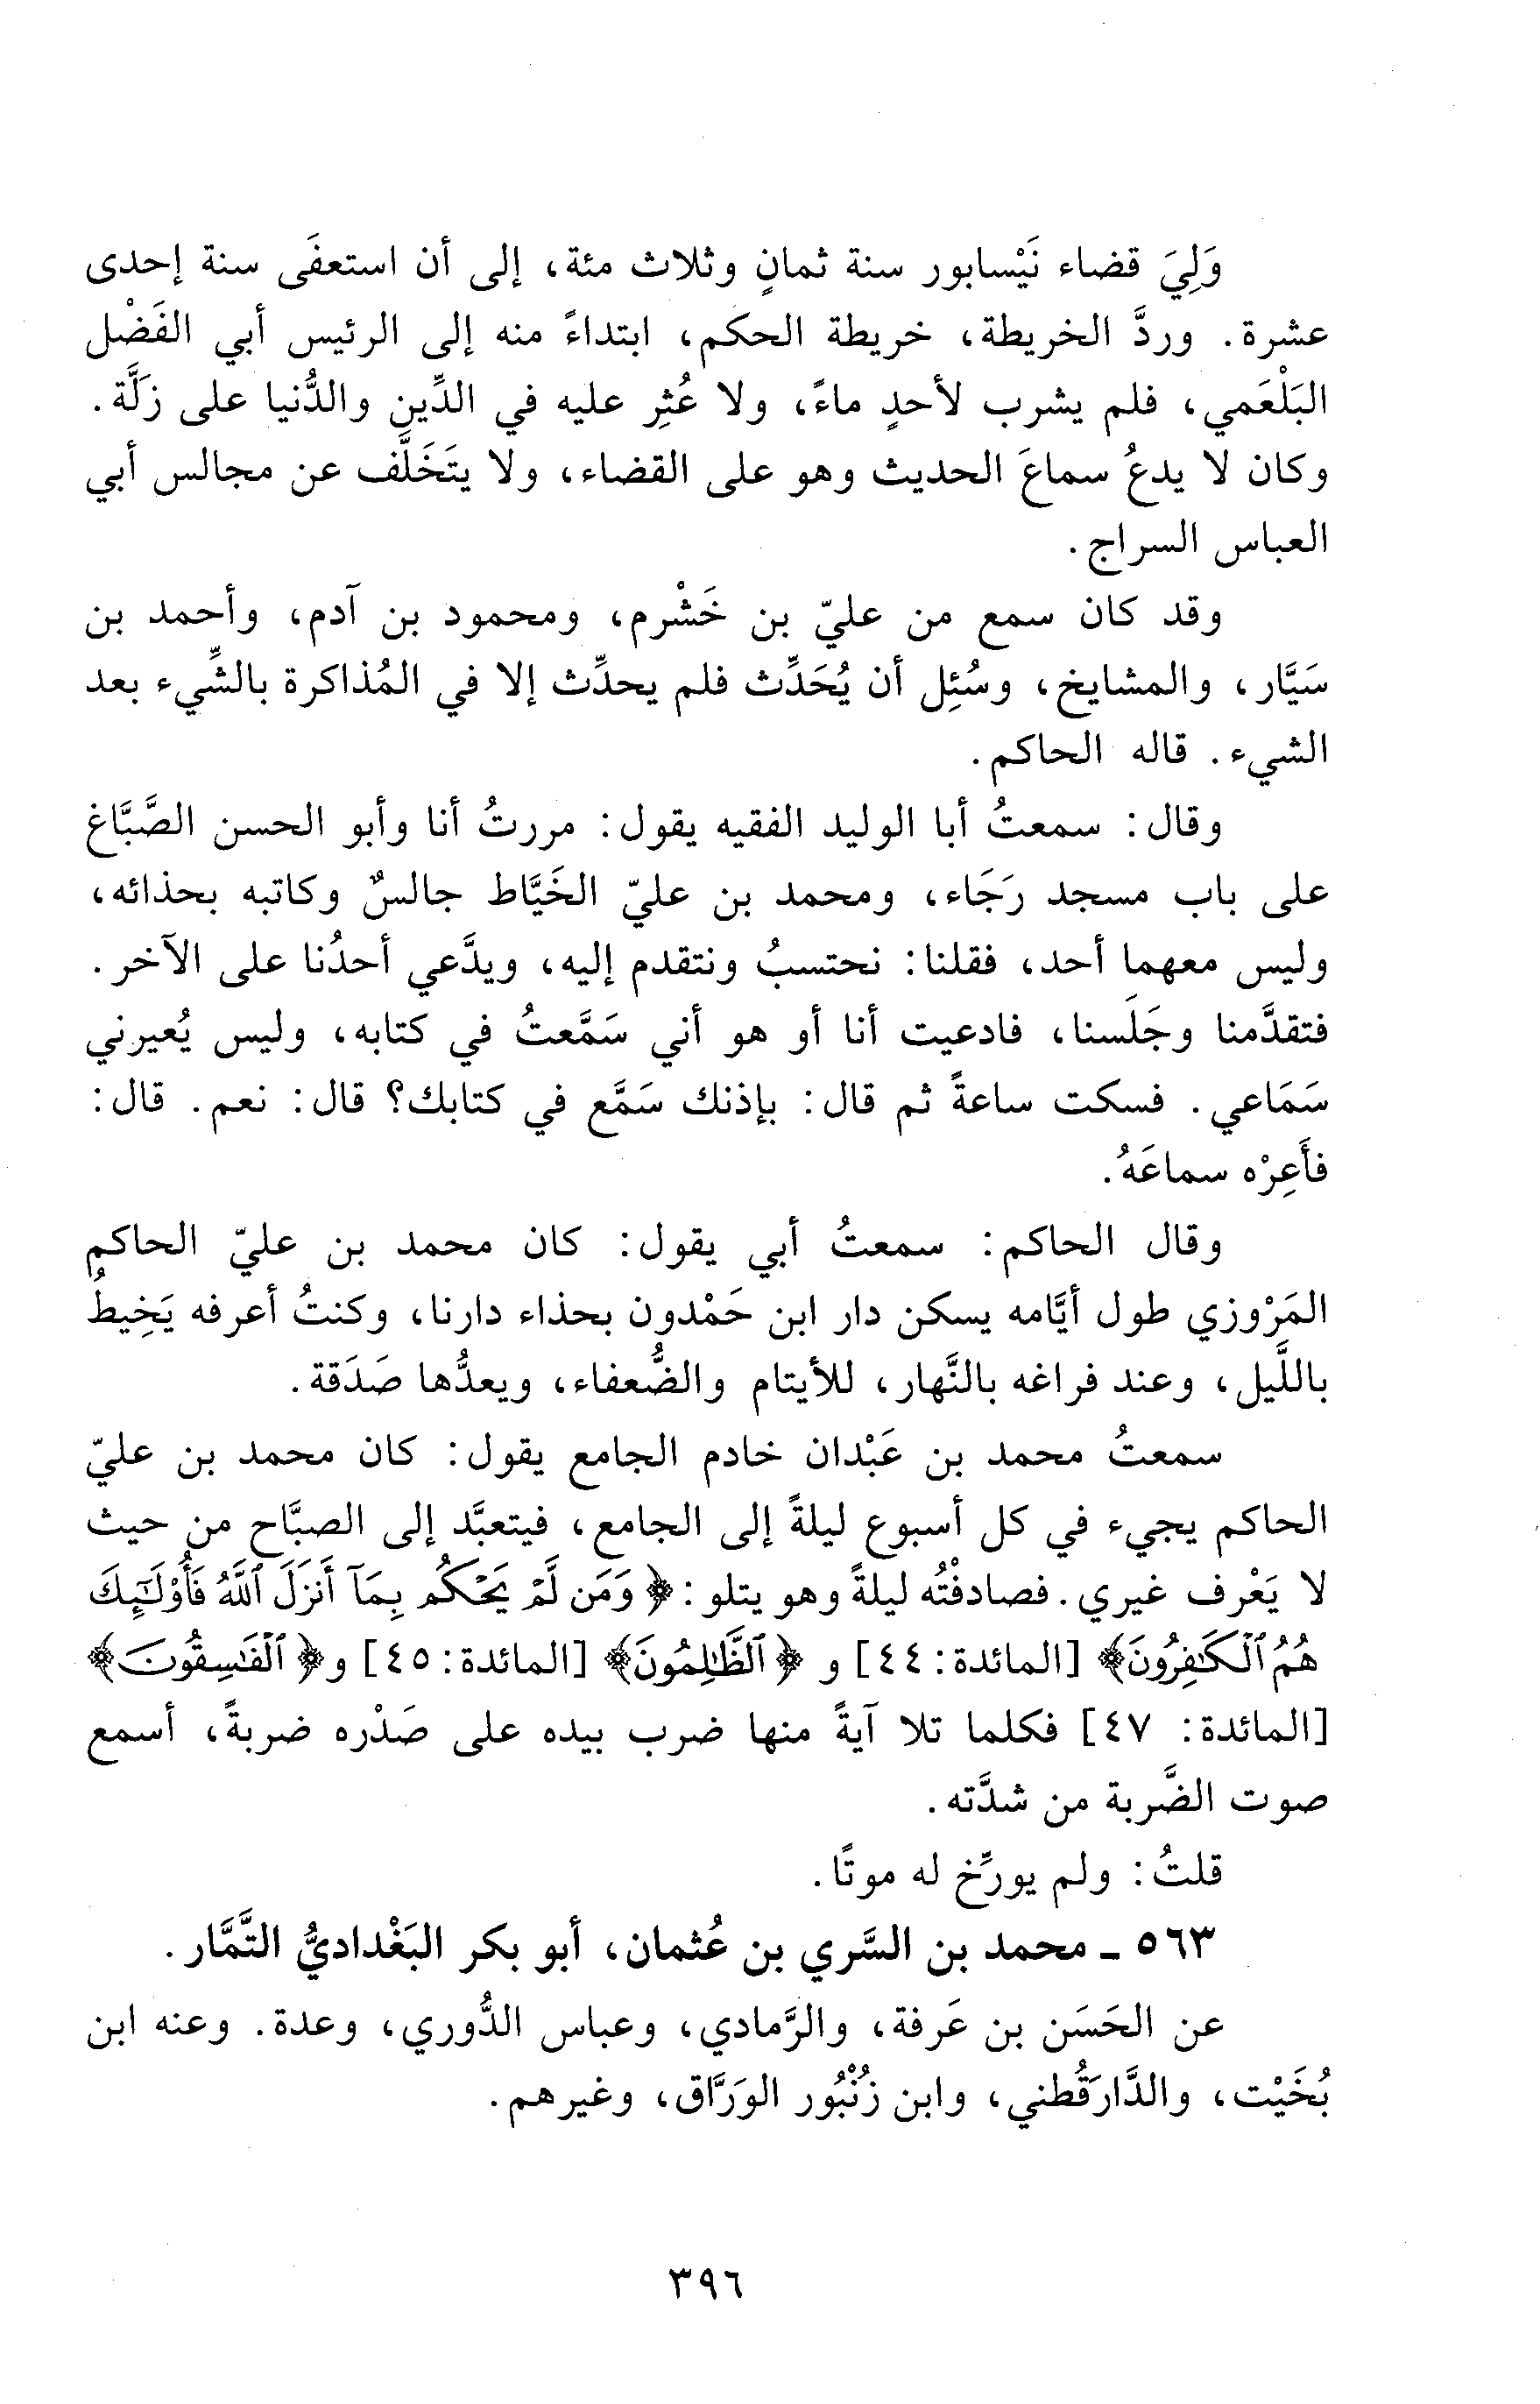 وَلِيَ قضاء نَيْسابور سنة ثمانٍ وثلاث مئة، إلى أن استعفَى سنة إحدى
عشرة. وردَّ الخريطة، خريطة الحكم، ابتداءً منه إلى الرئيس أبي الفَضْل
البَلْعَمي، فلم يشرب لأحدٍ ماءً، ولا عُثِر عليه في الدِّين والدُّنيا على زَلَّة.
وكان لا يدعُ سماعَ الحديث وهو على القضاء، ولا يتَخَلَّف عن مجالس أبي
العباس السراج.
وقد كان سمع من عليّ بن خَشْرم، ومحمود بن آدم، وأحمد بن
سَيَّار، والمشايخ، وسُئِل أن يُحَدِّث فلم يحدِّث إلا في المُذاكرة بالشِّيء بعد
الشيء. قاله الحاكم.
وقال: سمعتُ أبا الوليد الفقيه يقول: مررتُ أنا وأبو الحسن الصَّبَّاغ
على باب مسجد رَجَاء، ومحمد بن عليّ الخَيَّاط جالسٌ وكاتبه بحذائه،
وليس معهما أحد، فقلنا: نحتسبُ ونتقدم إليه، ويدَّعي أحدُنا على الآخر.
فتقدَّمنا وجَلَسنا، فادعيت أنا أو هو أني سَمَّعتُ في كتابه، وليس يُعيرني
سَمَاعي. فسكت ساعةً ثم قال: بإذنك سَمَّع في كتابك؟ قال: نعم. قال:
فأَعِرْه سماعَهُ.
وقال الحاكم: سمعتُ أبي يقول: كان محمد بن عليّ الحاكم
المَرْوزي طول أيَّامه يسكن دار ابن حَمْدون بحذاء دارنا، وكنتُ أعرفه يَخِيطُ
باللَّيل، وعند فراغه بالنَّهار، للأيتام والضُّعفاء، ويعدُّها صَدَقة.
سمعتُ محمد بن عَبْدان خادم الجامع يقول: كان محمد بن عليّ
الحاكم يجيء في كل أسبوع ليلةً إلى الجامع، فيتعبَّد إلى الصبَّاح من حيث
لا يَعْرف غيري. فصادفْتُه ليلةً وهو يتلو: ﴿وَمَن لَّمْ يَحْكُم بِمَآ أَنزَلَ ٱللَّهُ فَأُوْلَٰٓئِكَ
هُمُ ٱلْكَٰفِرُونَ﴾ [المائدة: ٤٤] و ﴿ٱلظَّٰلِمُونَ﴾ [المائدة: ٤٥] و﴿ٱلْفَٰسِقُونَ﴾
[المائدة: ٤٧] فكلما تلا آيةً منها ضرب بيده على صَدْره ضربةً، أسمع
صوت الضَّربة من شدَّته.
قلتُ: ولم يورِّخ له موتًا.
٥٦٣ ـ محمد بن السَّري بن عُثمان، أبو بكر البَغْداديُّ التَّمَّار.
عن الحَسَن بن عَرفة، والرَّمادي، وعباس الدُّوري، وعدة. وعنه ابن
بُخَيْت، والدَّارَقُطني، وابن زُنْبُور الوَرَّاق، وغيرهم.
٣٩٦